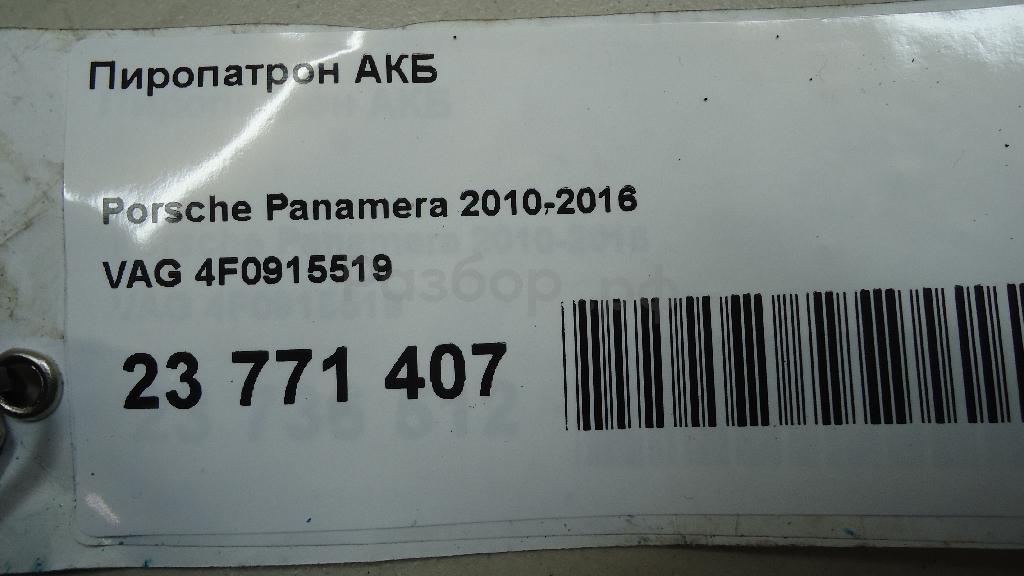 Пиропатрон АКБ
Porsche Panamera 2010-2016
VAG 4F0915519
23 771 407